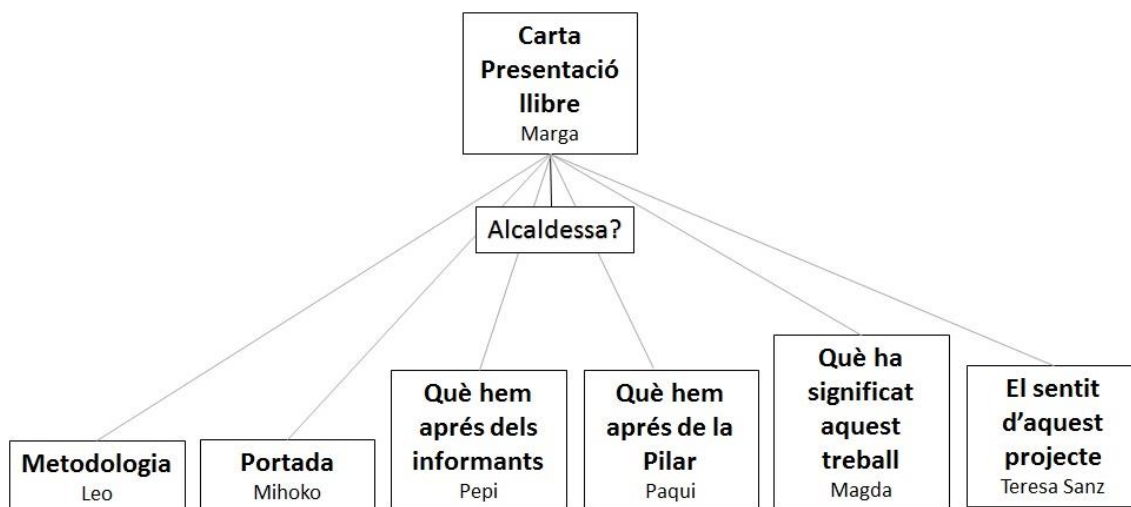 Carta
Presentació
llibre
Marga
Alcaldessa?
Metodologia
Leo
Portada
Mihoko
Què hem
aprés dels
informants
Pepi
Què hem
aprés de la
Pilar
Paqui
Què ha
significat
aquest
treball
Magda
El sentit
d’aquest
projecte
Teresa Sanz